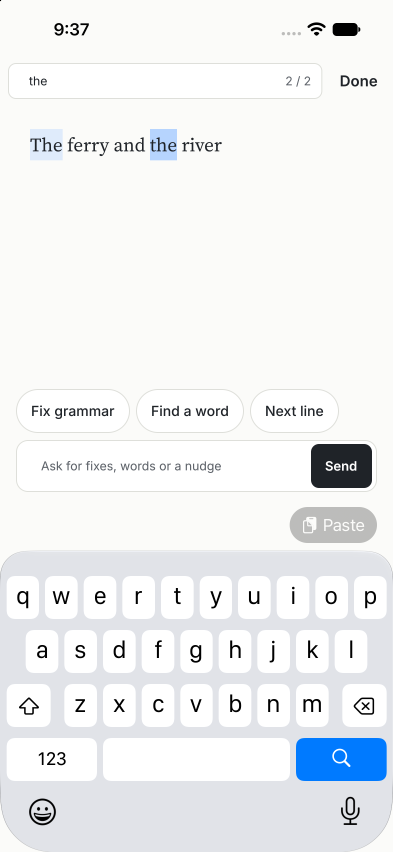 9:37
the 2 / 2 Done
The ferry and the river
Fix grammar Find a word Next line
Ask for fixes, words or a nudge Send
Paste
q w e r t y u i o p
a s d f g h j k l
z x c v b n m
123